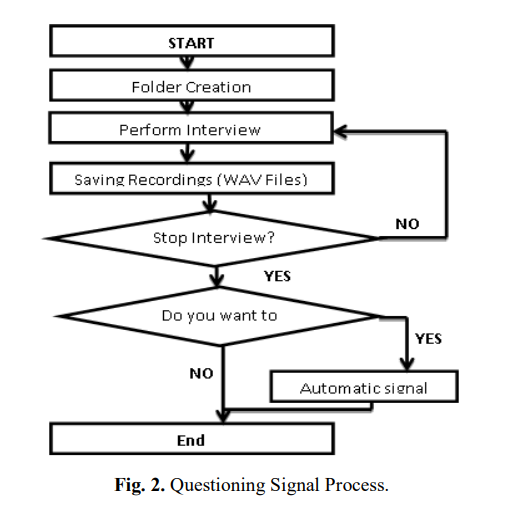 START
Folder Creation
Perform Interview
Saving Recordings (WAV Files)
Stop Interview?
NO
YES
Do you want to
YES
NO
Automatic signal
End
Fig. 2. Questioning Signal Process.